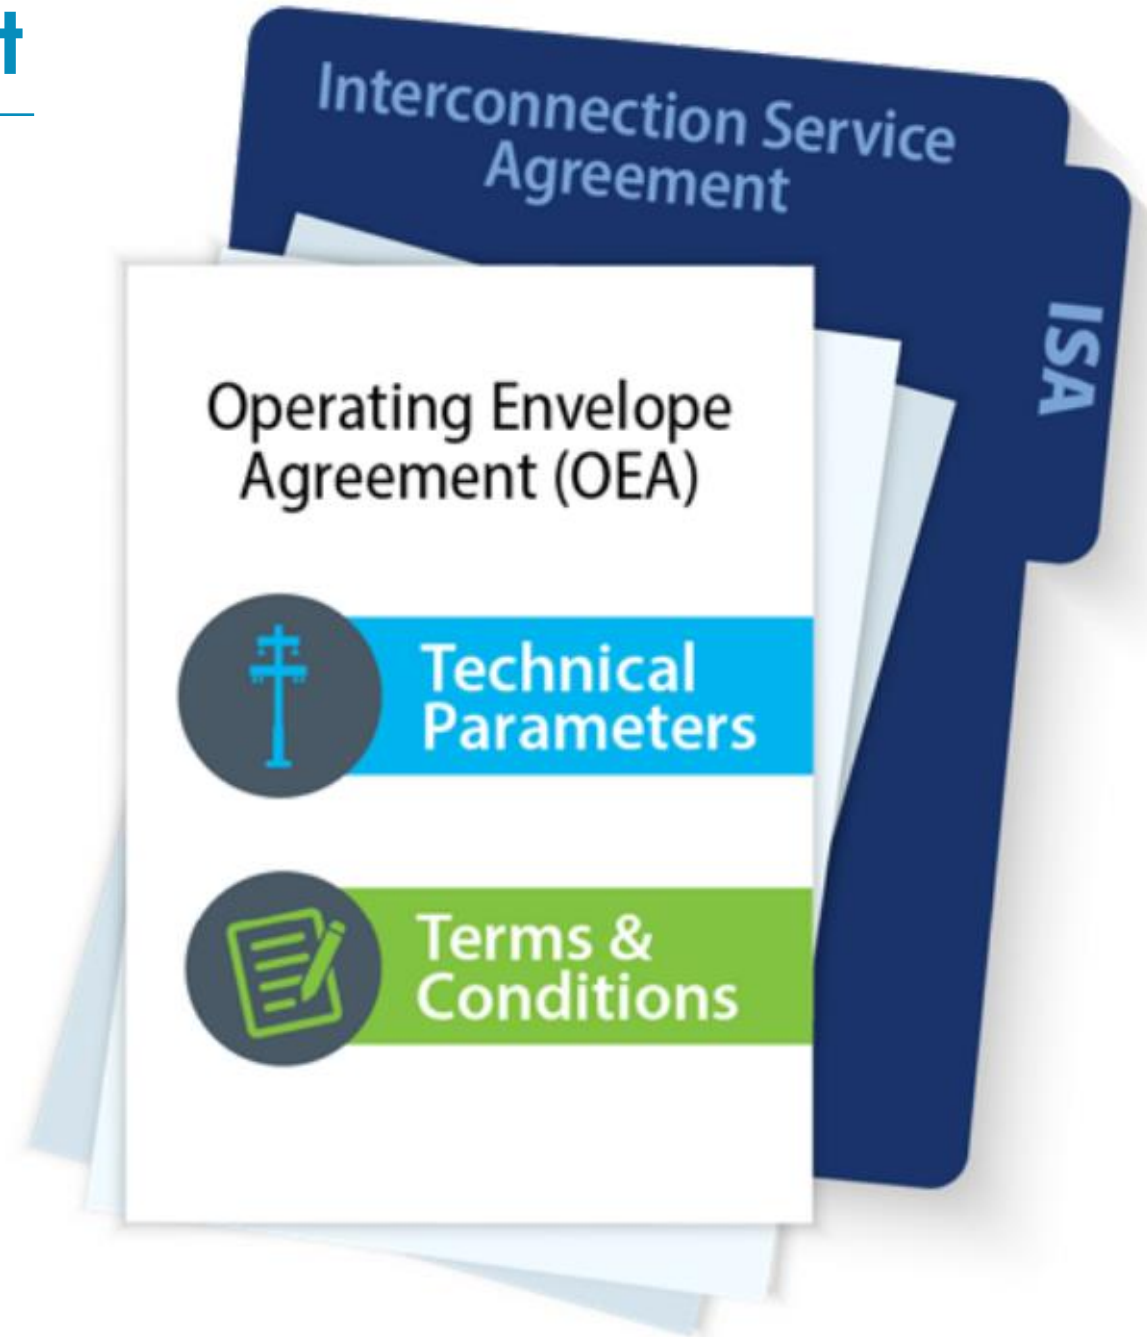 t
Interconnection Service
Agreement
ISA
Operating Envelope
Agreement (OEA)
Technical
Parameters
Terms &
Conditions